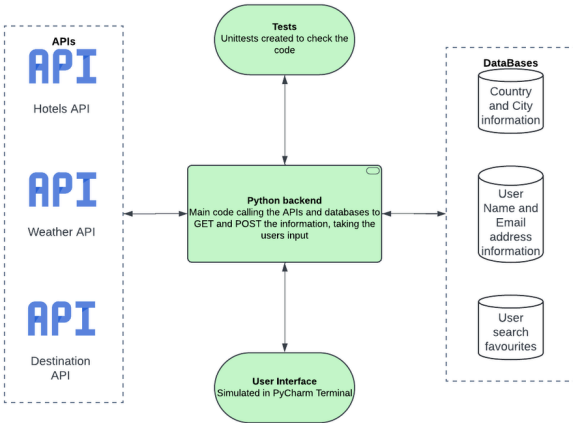 Tests
Unittests created to check the
code
APIs
API
Hotels API
API
Weather API
API
Destination
API
Python backend
Main code calling the APIs and databases to
GET and POST the information, taking the
users input
DataBases
Country
and City
information
User
Name and
Email
address
information
User
search
favourites
User Interface
Simulated in PyCharm Terminal